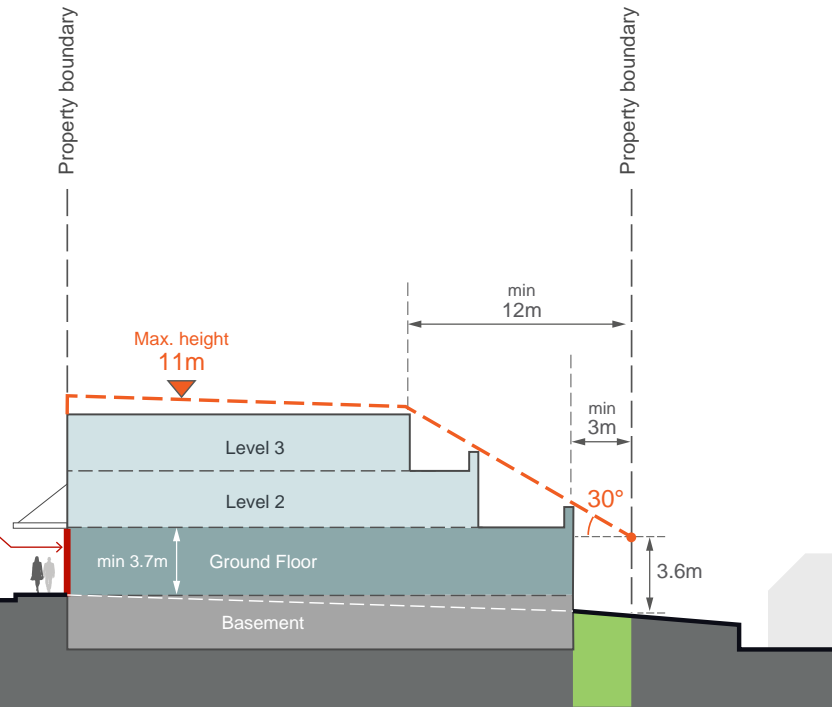 Property boundary
Property boundary
min
12m
Max. height
11m
min
3m
Level 3
30°
Level 2
min 3.7m
Ground Floor
3.6m
Basement